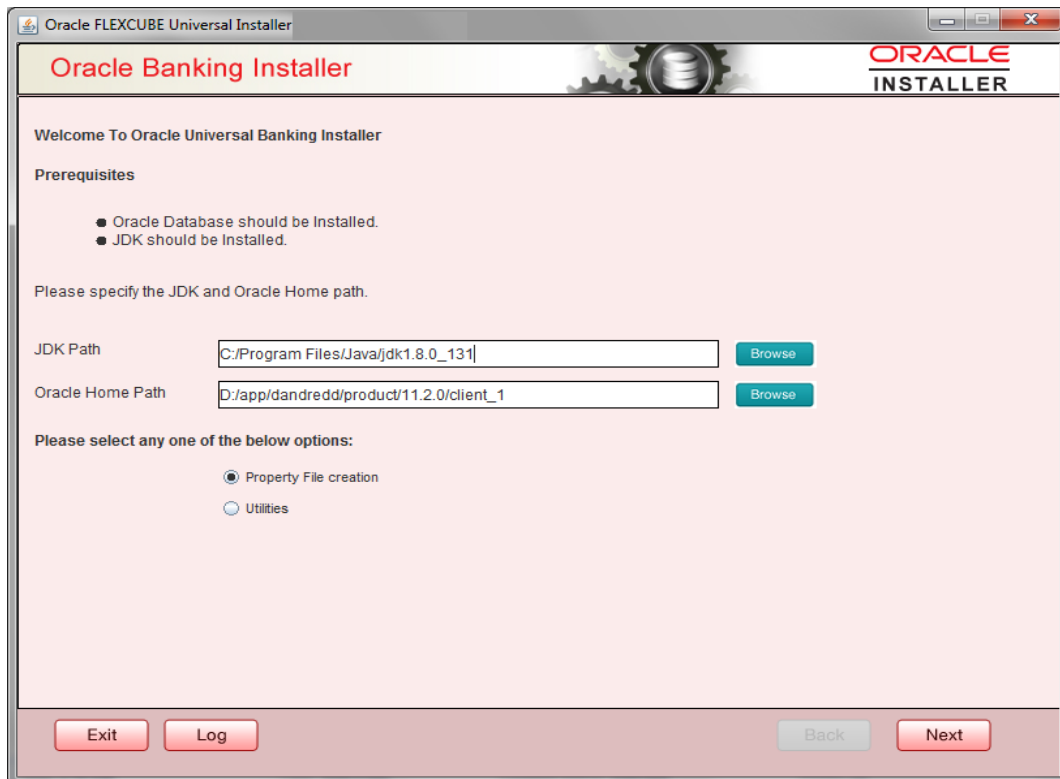 Oracle FLEXCUBE Universal Installer
Oracle Banking Installer
ORACLE
INSTALLER
Welcome To Oracle Universal Banking Installer
Prerequisites
Oracle Database should be Installed.
JDK should be Installed.
Please specify the JDK and Oracle Home path.
JDK Path
C:/Program Files/Java/jdk1.8.0_131
Browse
Oracle Home Path
D:/app/dandredd/product/11.2.0/client_1
Browse
Please select any one of the below options:
Property File creation
Utilities
Exit
Log
Back
Next